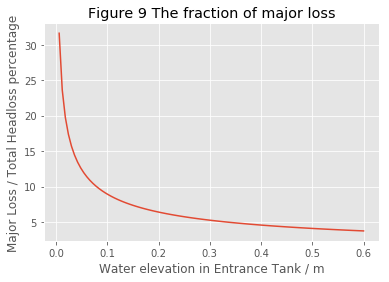 Figure 9 The fraction of major loss
Major Loss / Total Headloss percentage
30
25
20
15
10
5
0.0 0.1 0.2 0.3 0.4 0.5 0.6
Water elevation in Entrance Tank / m